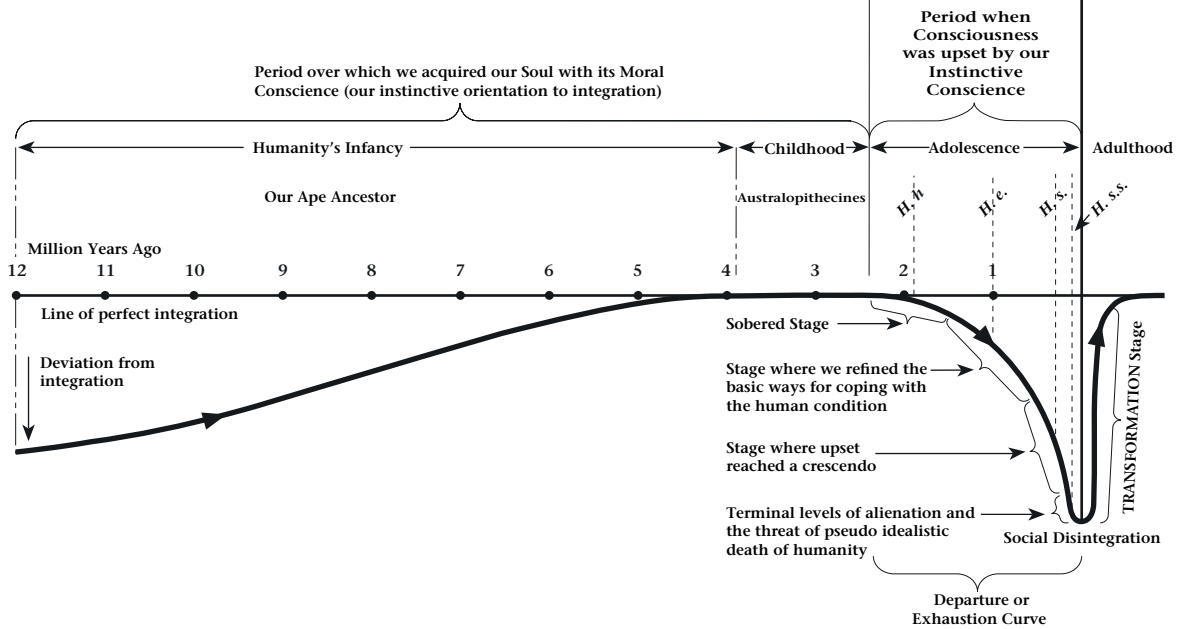 Period when
Consciousness
was upset by our
Instinctive
Conscience
Period over which we acquired our Soul with its Moral
Conscience (our instinctive orientation to integration)
Humanity's Infancy
Childhood
Adolescence
Adulthood
Our Ape Ancestor
Australopithecines
H. h
H. e.
H. s.
H. s.s.
Million Years Ago
12 11 10 9 8 7 6 5 4 3 2 1
Line of perfect integration
Deviation from
integration
Sobered Stage
Stage where we refined the
basic ways for coping with
the human condition
Stage where upset
reached a crescendo
Terminal levels of alienation and
the threat of pseudo idealistic
death of humanity
TRANSFORMATION Stage
Social Disintegration
Departure or
Exhaustion Curve